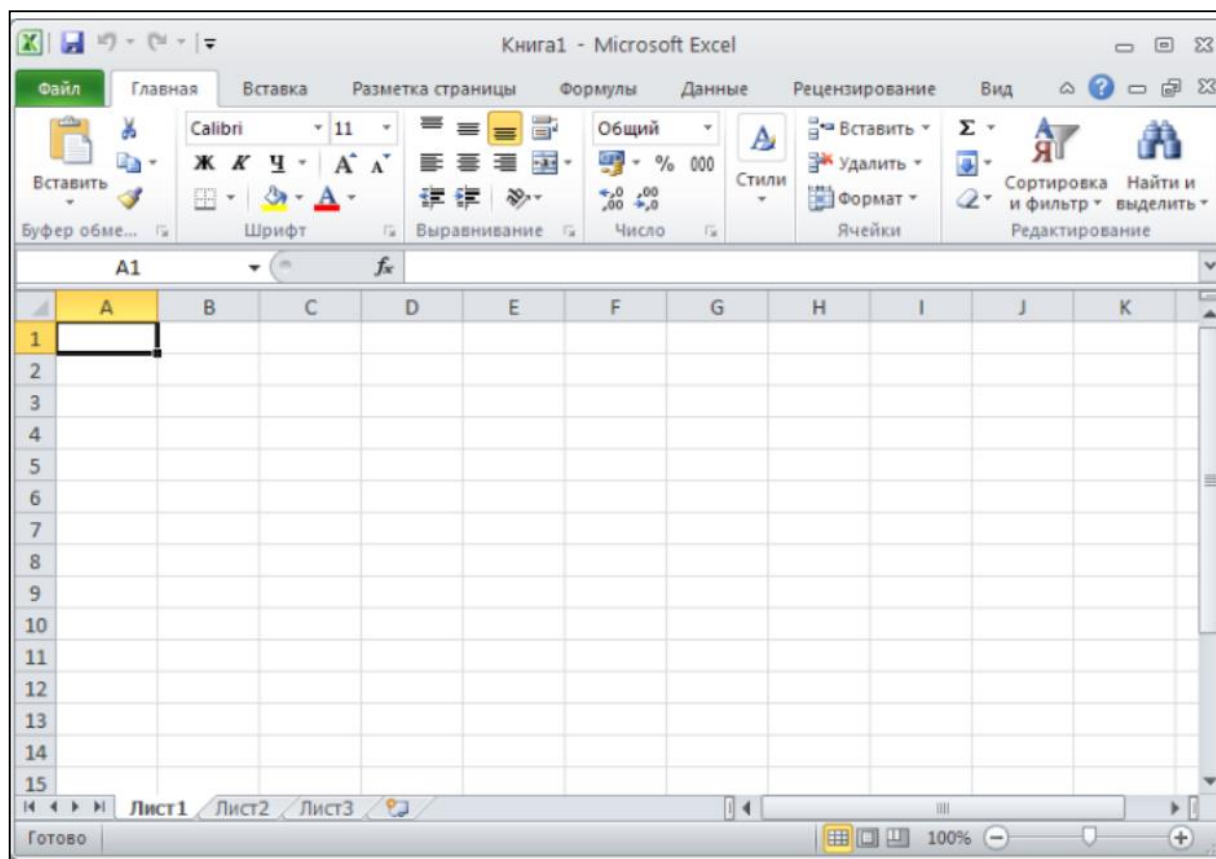 Книга1 - Microsoft Excel
Файл Главная Вставка Разметка страницы Формулы Данные Рецензирование Вид
Calibri 11 Общий Вставить Σ
Ж К Ч А А % 000 Удалить
Вставить А Стили Формат Сортировка и фильтр Найти и выделить
Буфер обме... Шрифт Выравнивание Число Ячейки Редактирование
A1 fx
A B C D E F G H I J K
1
2
3
4
5
6
7
8
9
10
11
12
13
14
15
Лист1 Лист2 Лист3
Готово 100%